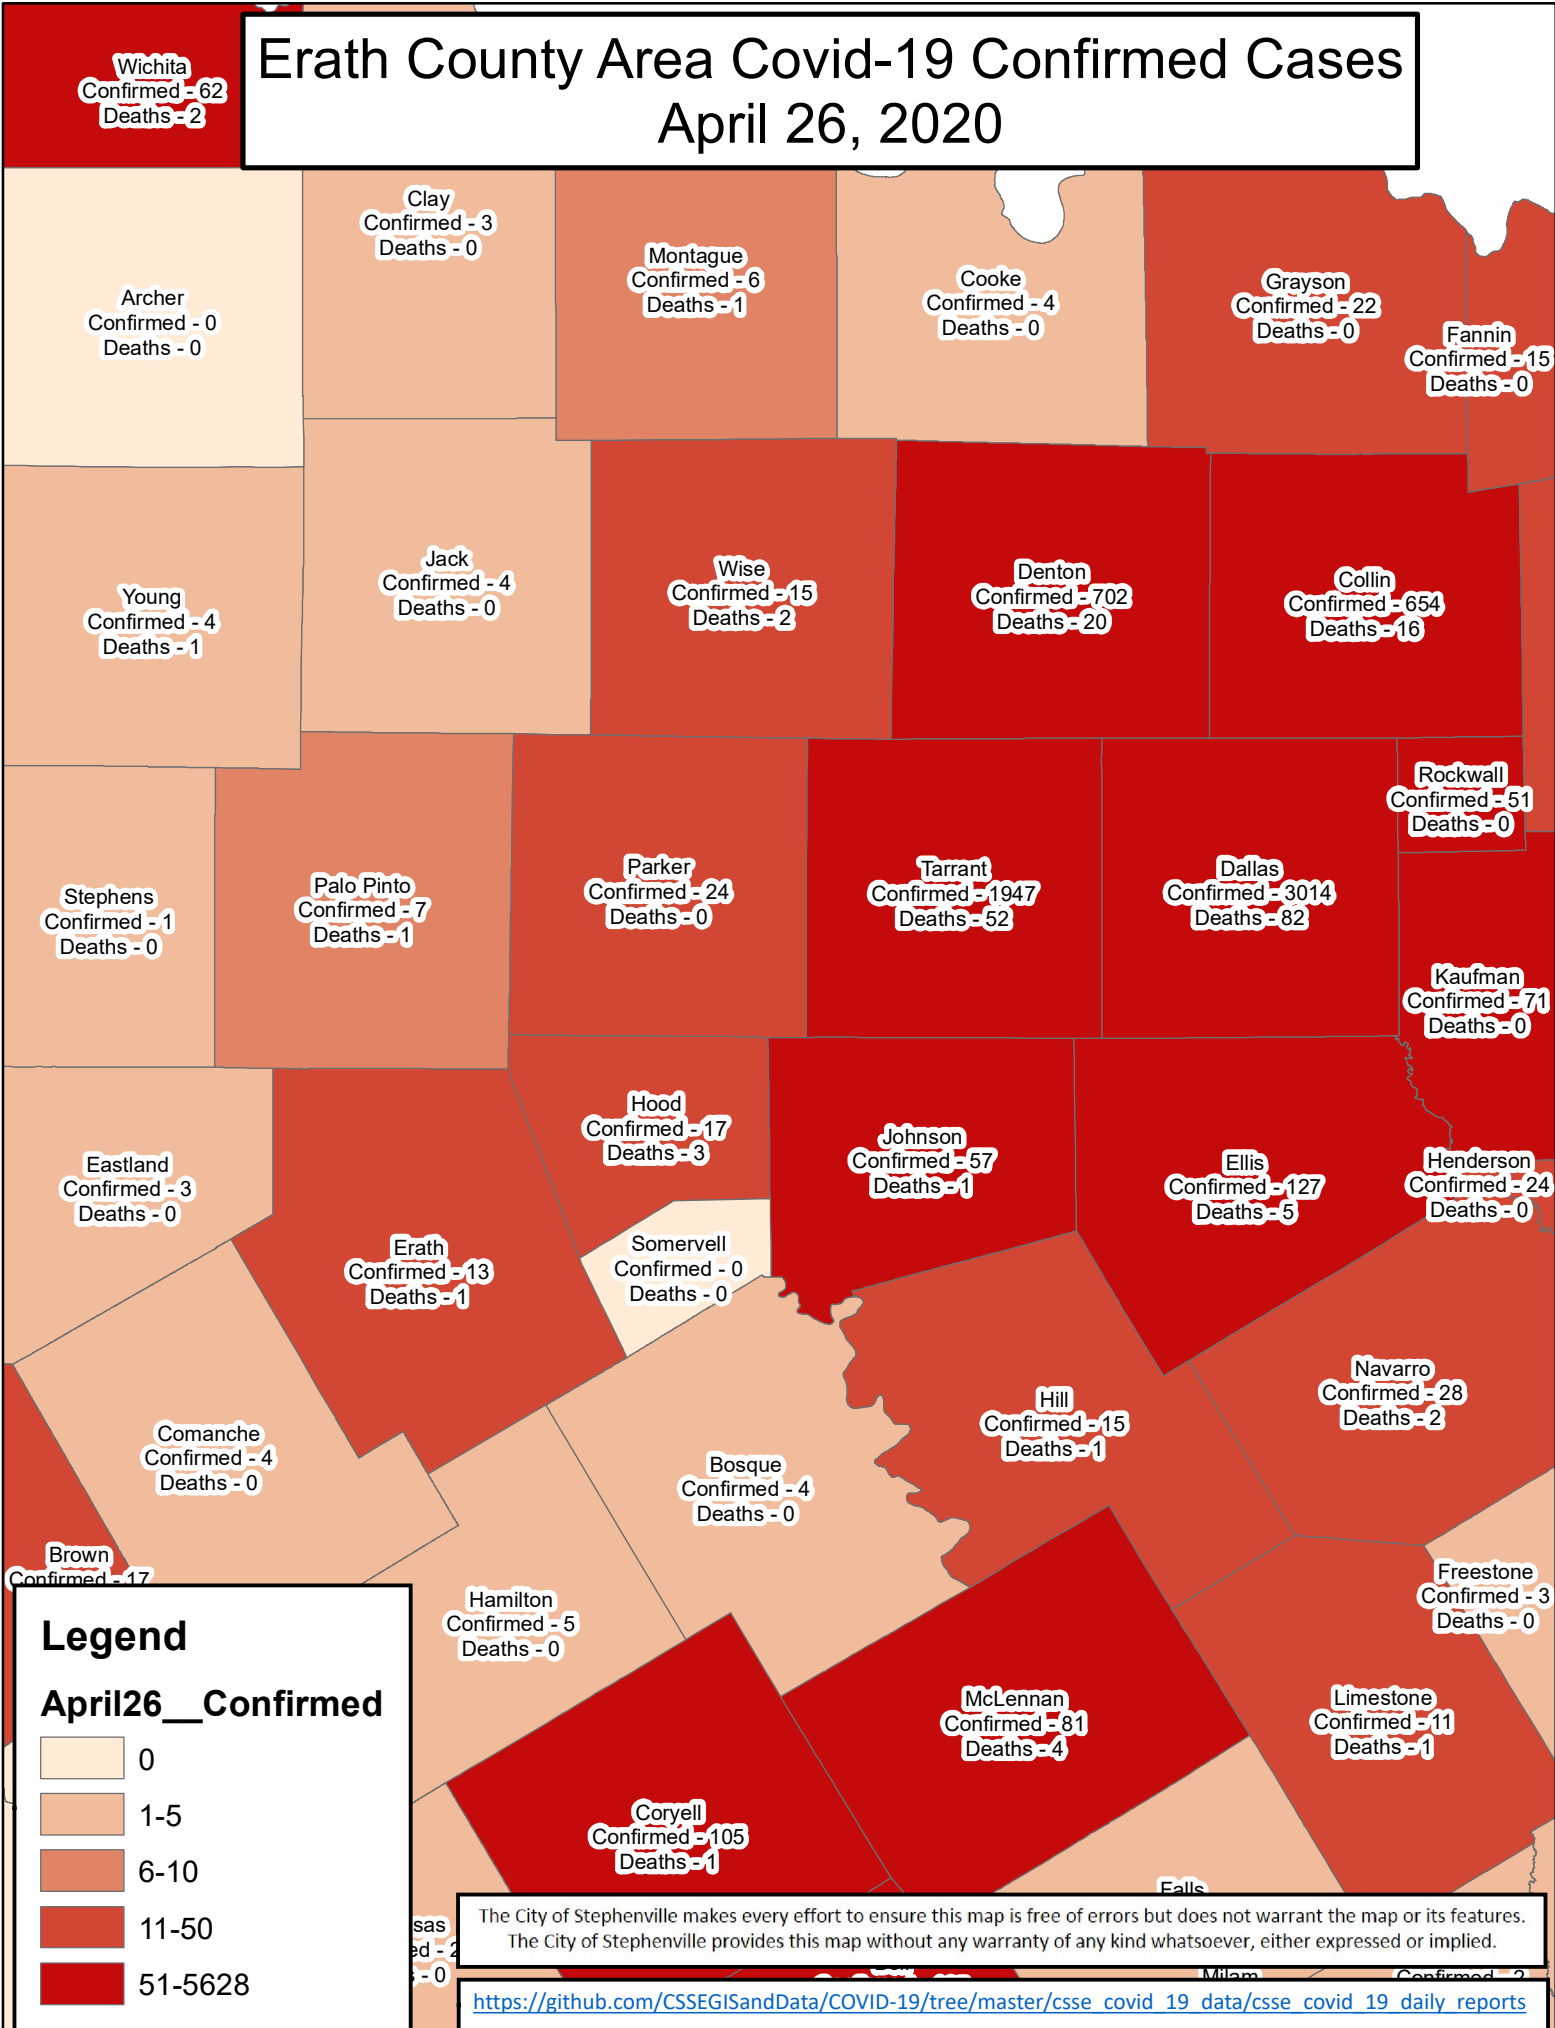 Erath County Area Covid-19 Confirmed Cases
April 26, 2020
Wichita
Confirmed - 62
Deaths - 2
Clay
Confirmed - 3
Deaths - 0
Montague
Confirmed - 6
Deaths - 1
Cooke
Confirmed - 4
Deaths - 0
Grayson
Confirmed - 22
Deaths - 0
Fannin
Confirmed - 15
Deaths - 0
Archer
Confirmed - 0
Deaths - 0
Young
Confirmed - 4
Deaths - 1
Jack
Confirmed - 4
Deaths - 0
Wise
Confirmed - 15
Deaths - 2
Denton
Confirmed - 702
Deaths - 20
Collin
Confirmed - 654
Deaths - 16
Rockwall
Confirmed - 51
Deaths - 0
Stephens
Confirmed - 1
Deaths - 0
Palo Pinto
Confirmed - 7
Deaths - 1
Parker
Confirmed - 24
Deaths - 0
Tarrant
Confirmed - 1947
Deaths - 52
Dallas
Confirmed - 3014
Deaths - 82
Kaufman
Confirmed - 71
Deaths - 0
Eastland
Confirmed - 3
Deaths - 0
Erath
Confirmed - 13
Deaths - 1
Hood
Confirmed - 17
Deaths - 3
Somervell
Confirmed - 0
Deaths - 0
Johnson
Confirmed - 57
Deaths - 1
Ellis
Confirmed - 127
Deaths - 5
Henderson
Confirmed - 24
Deaths - 0
Comanche
Confirmed - 4
Deaths - 0
Bosque
Confirmed - 4
Deaths - 0
Hill
Confirmed - 15
Deaths - 1
Navarro
Confirmed - 28
Deaths - 2
Brown
Confirmed - 17
Hamilton
Confirmed - 5
Deaths - 0
Freestone
Confirmed - 3
Deaths - 0
McLennan
Confirmed - 81
Deaths - 4
Limestone
Confirmed - 11
Deaths - 1
Coryell
Confirmed - 105
Deaths - 1
Falls
sas
ed - 2
s - 0
Milam
Confirmed - 2
Legend
April26__Confirmed
0
1-5
6-10
11-50
51-5628
The City of Stephenville makes every effort to ensure this map is free of errors but does not warrant the map or its features.
The City of Stephenville provides this map without any warranty of any kind whatsoever, either expressed or implied.
https://github.com/CSSEGISandData/COVID-19/tree/master/csse_covid_19_data/csse_covid_19_daily_reports